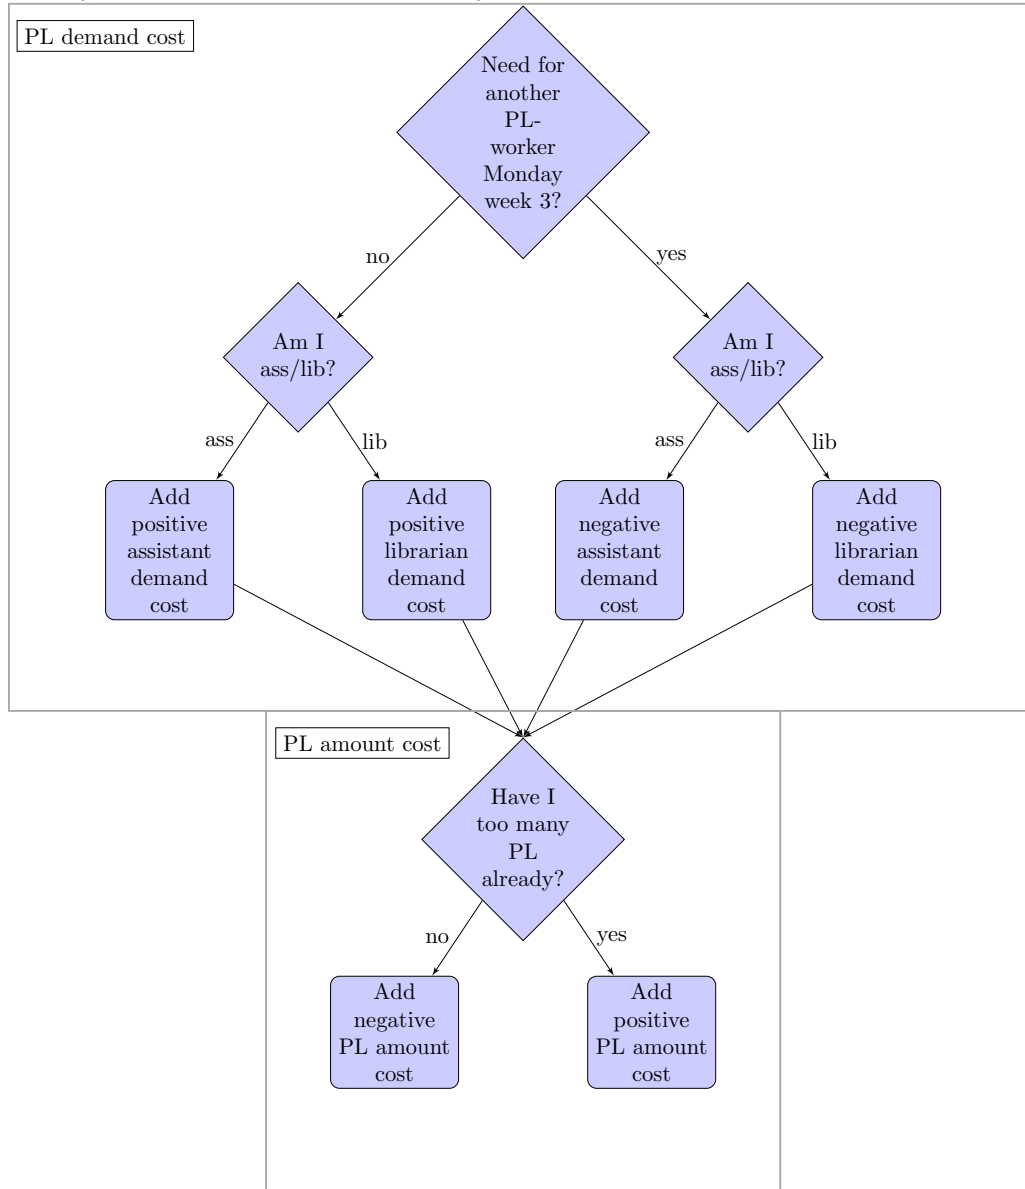 PL demand cost
Need for
another
PL-
worker
Monday
week 3?
no
yes
Am I
ass/lib?
Am I
ass/lib?
ass
lib
ass
lib
Add
positive
assistant
demand
cost
Add
positive
librarian
demand
cost
Add
negative
assistant
demand
cost
Add
negative
librarian
demand
cost
PL amount cost
Have I
too many
PL
already?
no
yes
Add
negative
PL amount
cost
Add
positive
PL amount
cost